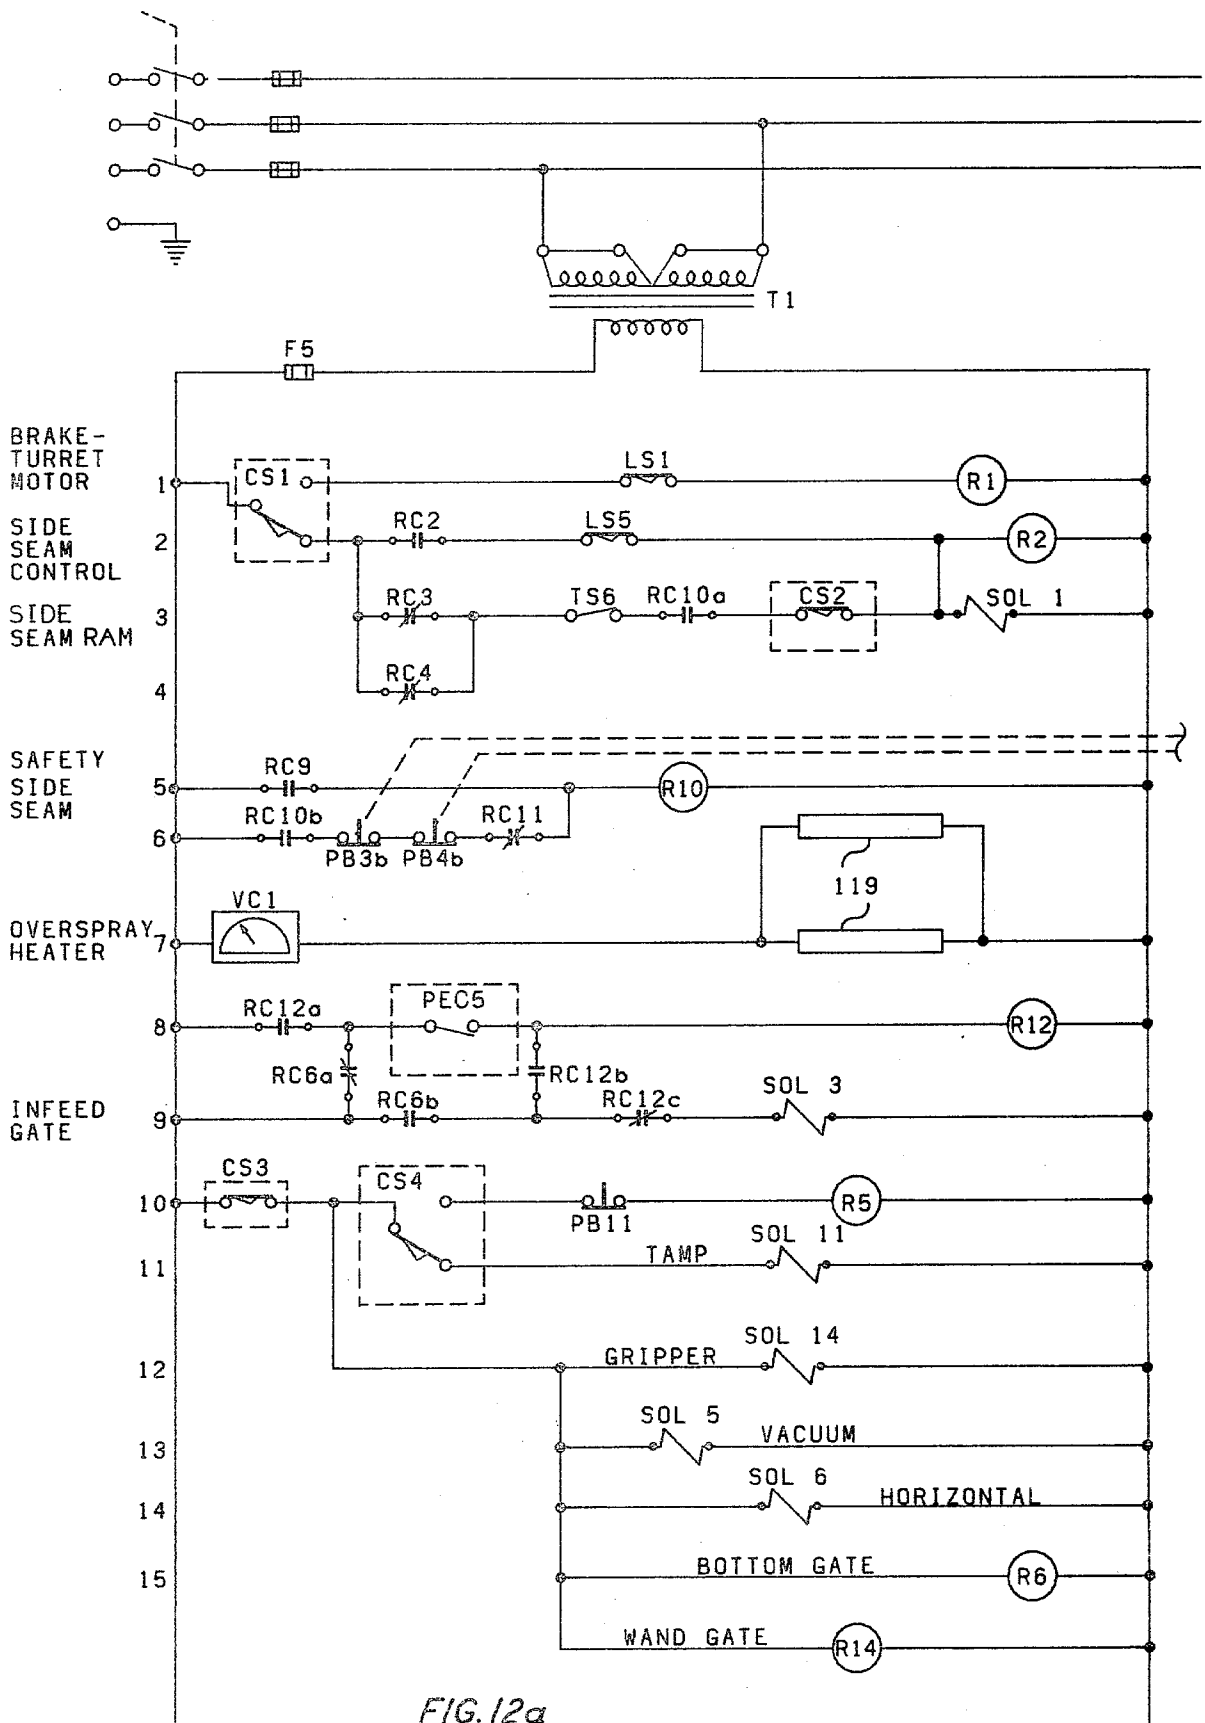 T1
F5
BRAKE-
TURRET
MOTOR
1
CS1
LS1
R1
SIDE
SEAM
CONTROL
2
RC2
LS5
R2
SIDE
SEAM RAM
3
RC3
TS6
RC10a
CS2
SOL 1
4
RC4
SAFETY
SIDE
SEAM
5
RC9
R10
6
RC10b
PB3b
PB4b
RC11
119
OVERSPRAY
HEATER
7
VC1
8
RC12a
PEC5
R12
RC6a
RC12b
INFEED
GATE
9
RC6b
RC12c
SOL 3
10
CS3
CS4
PB11
R5
11
TAMP
SOL 11
12
GRIPPER
SOL 14
13
SOL 5
VACUUM
14
SOL 6
HORIZONTAL
15
BOTTOM GATE
R6
WAND GATE
R14
FIG. 12a